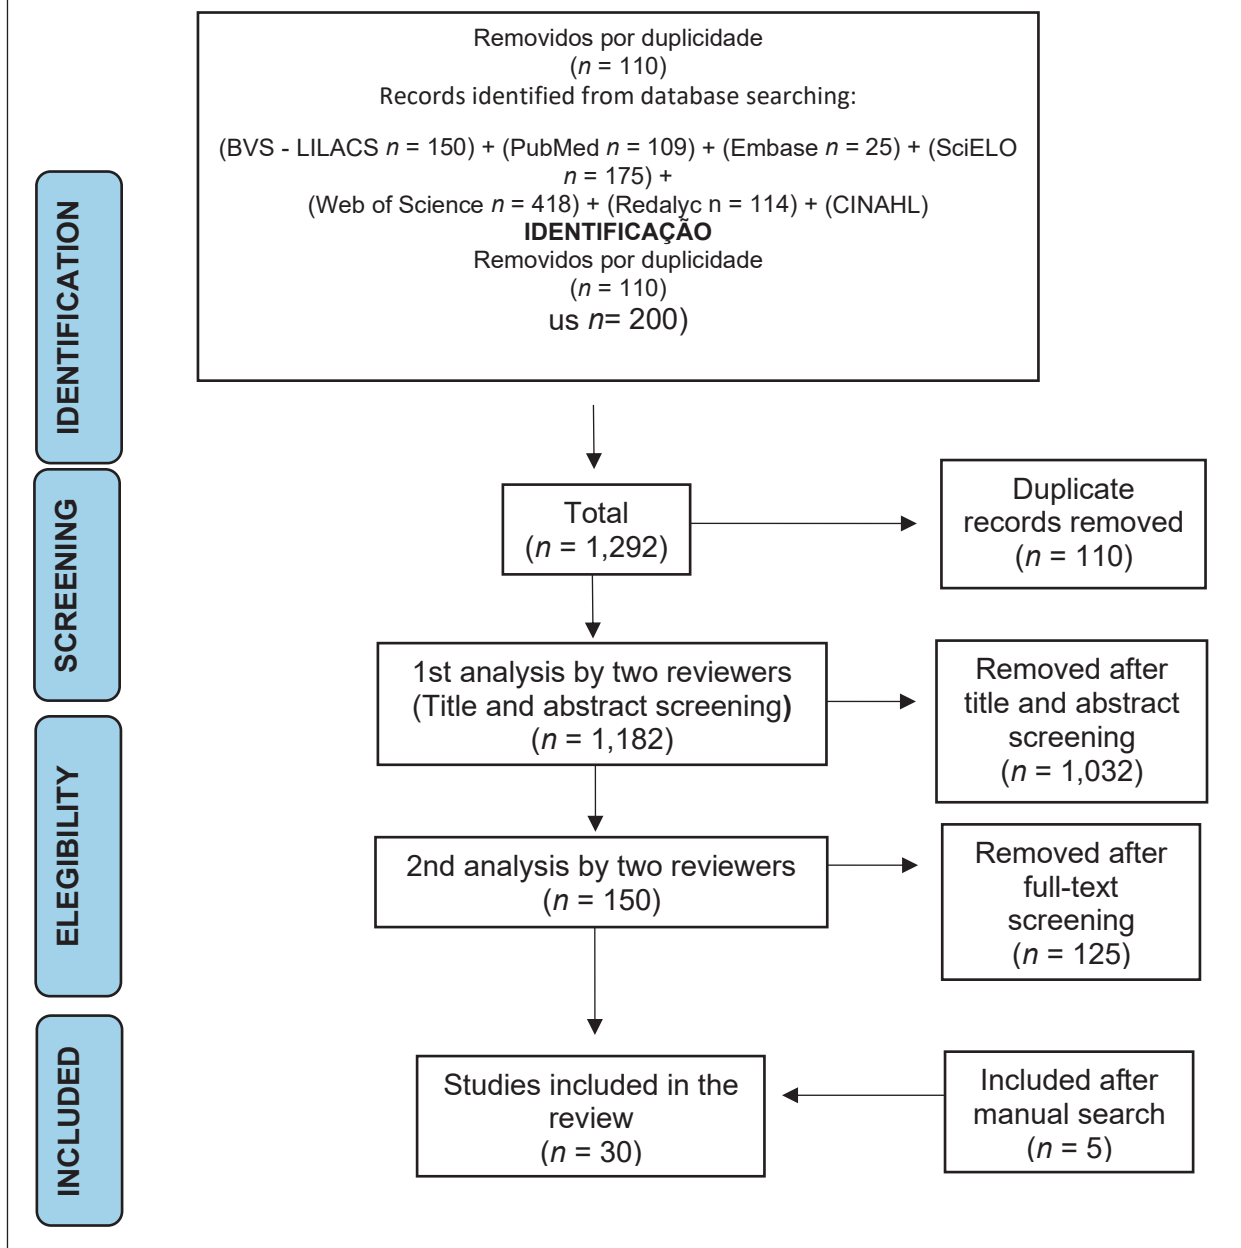 Removidos por duplicidade
(n = 110)
Records identified from database searching:
(BVS - LILACS n = 150) + (PubMed n = 109) + (Embase n = 25) + (SciELO
n = 175) +
(Web of Science n = 418) + (Redalyc n = 114) + (CINAHL)
IDENTIFICAÇÃO
Removidos por duplicidade
(n = 110)
us n= 200)
IDENTIFICATION
SCREENING
Total
(n = 1,292)
Duplicate
records removed
(n = 110)
1st analysis by two reviewers
(Title and abstract screening)
(n = 1,182)
Removed after
title and abstract
screening
(n = 1,032)
ELEGIBILITY
2nd analysis by two reviewers
(n = 150)
Removed after
full-text
screening
(n = 125)
INCLUDED
Studies included in the
review
(n = 30)
Included after
manual search
(n = 5)